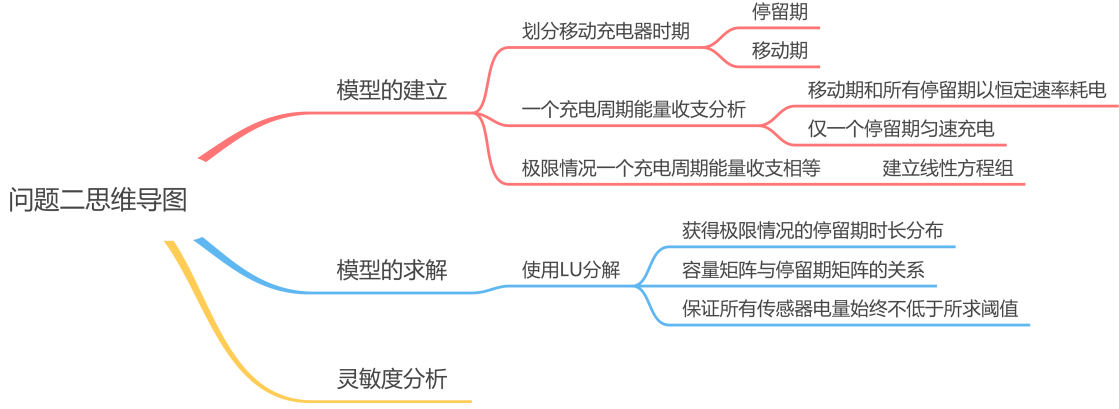 问题二思维导图
模型的建立
划分移动充电器时期
停留期
移动期
一个充电周期能量收支分析
移动期和所有停留期以恒定速率耗电
仅一个停留期匀速充电
极限情况一个充电周期能量收支相等
建立线性方程组
模型的求解
使用LU分解
获得极限情况的停留期时长分布
容量矩阵与停留期矩阵的关系
保证所有传感器电量始终不低于所求阈值
灵敏度分析